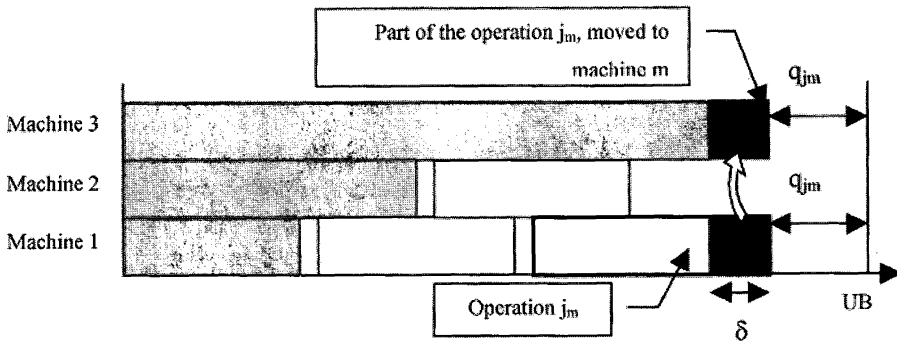 Part of the operation jm, moved to
machine m
qjm
Machine 3
Machine 2
qjm
Machine 1
Operation jm
UB
δ